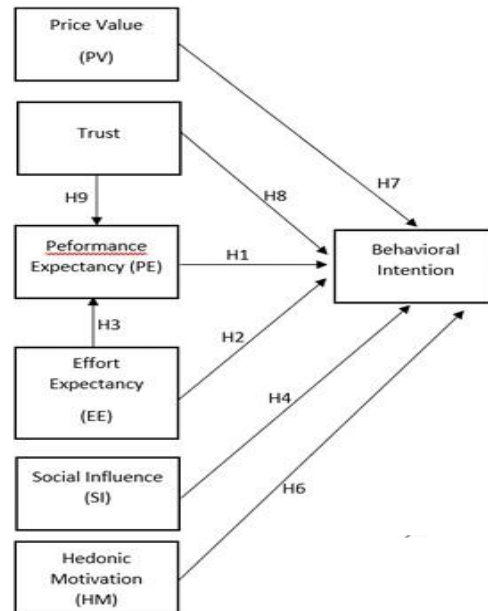 Price Value
(PV)
Trust
H9
H8
H7
Peformance
Expectancy (PE)
H1
Behavioral
Intention
H3
H2
Effort
Expectancy
(EE)
H4
Social Influence
(SI)
H6
Hedonic
Motivation
(HM)